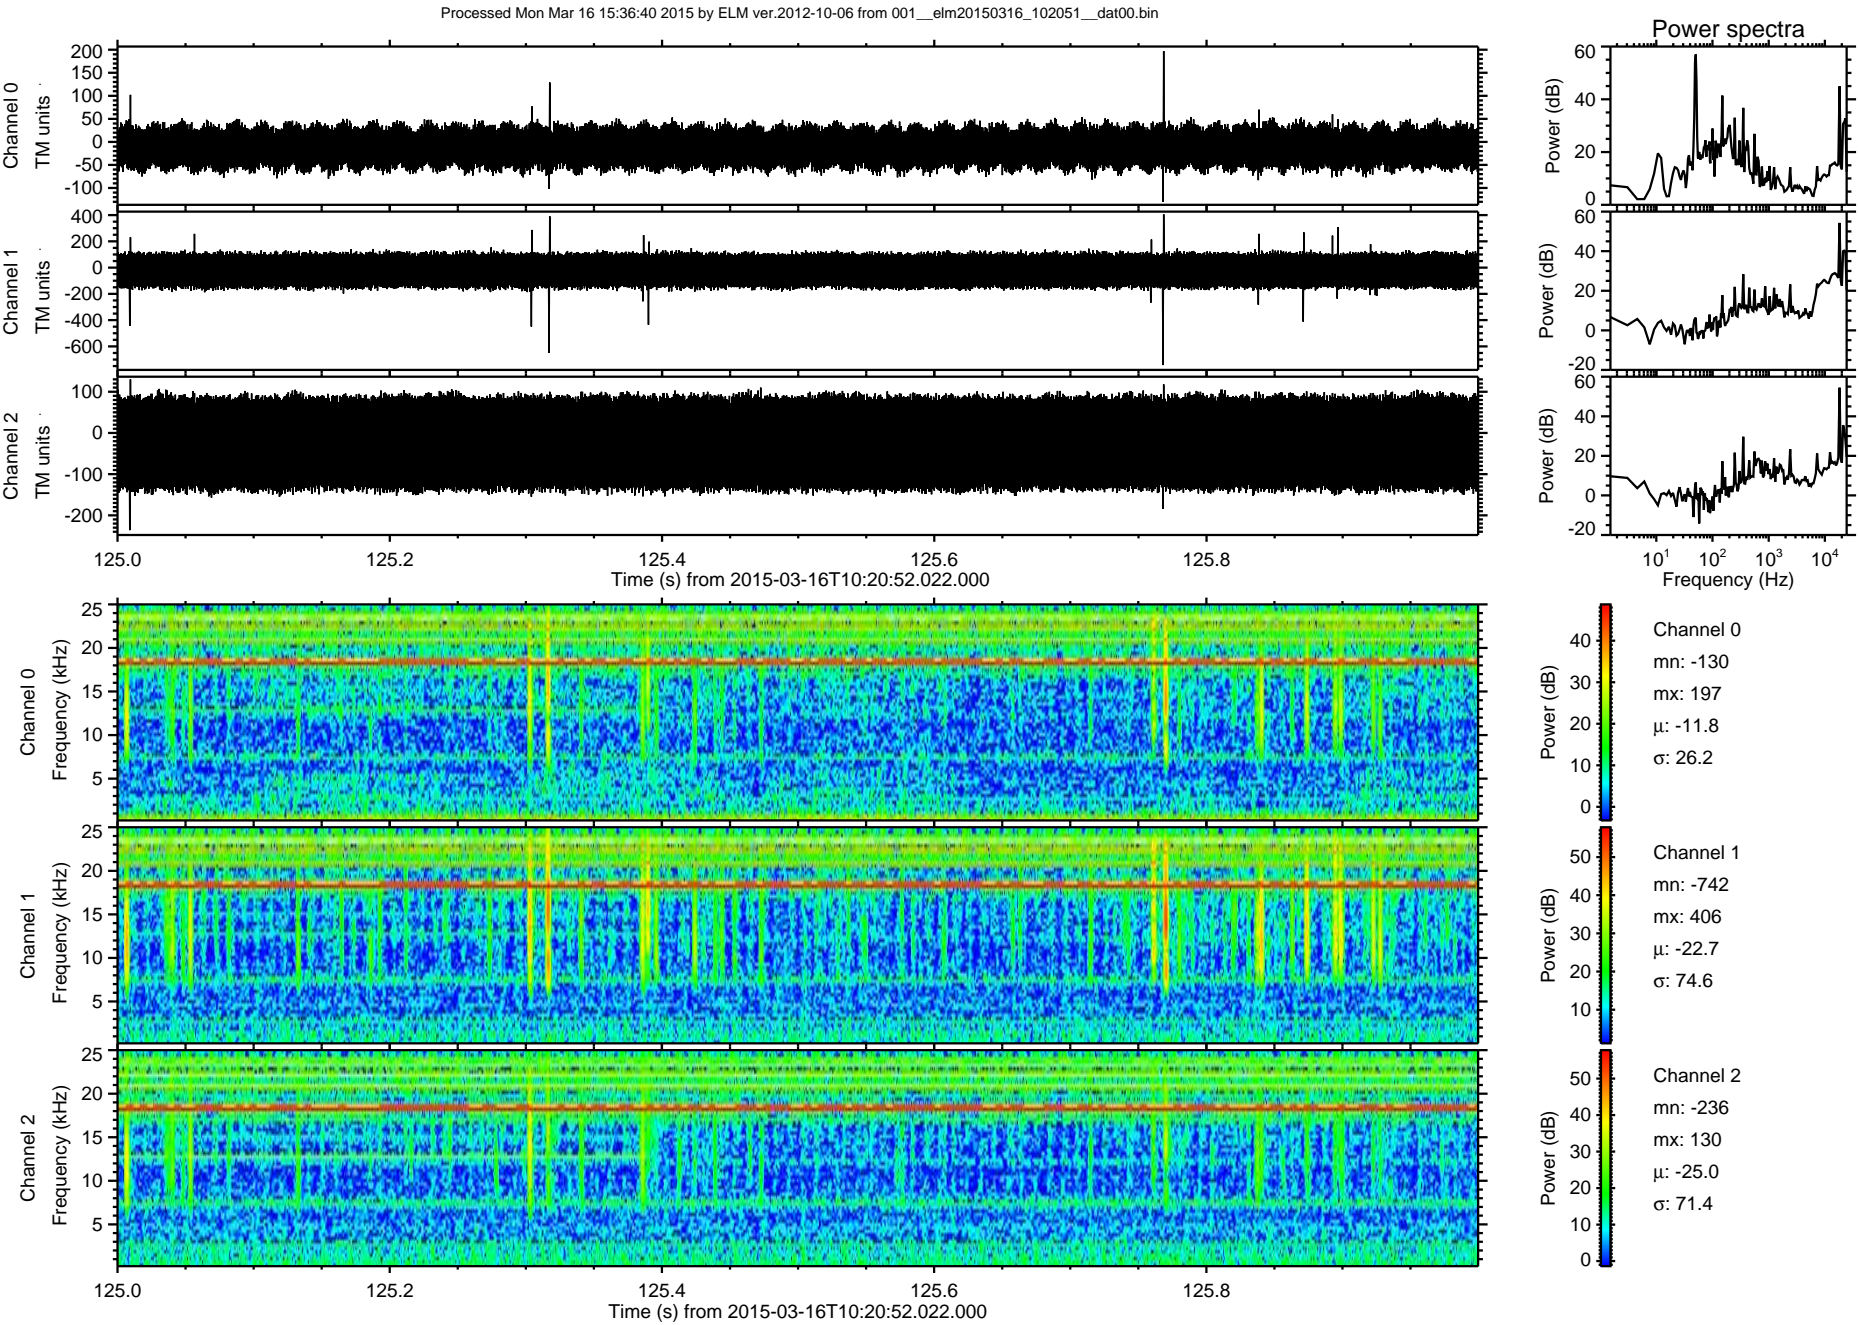 Processed Mon Mar 16 15:36:40 2015 by ELM ver.2012-10-06 from 001__elm20150316_102051__dat00.bin
Power spectra
Channel 0
TM units
200
150
100
50
0
-50
-100
Power (dB)
60
40
20
0
Channel 1
TM units
400
200
0
-200
-400
-600
Power (dB)
60
40
20
0
-20
Channel 2
TM units
100
0
-100
-200
Power (dB)
60
40
20
0
-20
125.0 125.2 125.4 125.6 125.8
Time (s) from 2015-03-16T10:20:52.022.000
10^1 10^2 10^3 10^4
Frequency (Hz)
Channel 0
Frequency (kHz)
25
20
15
10
5
Power (dB)
40
30
20
10
0
Channel 0
mn: -130
mx: 197
µ: -11.8
σ: 26.2
Channel 1
Frequency (kHz)
25
20
15
10
5
Power (dB)
50
40
30
20
10
Channel 1
mn: -742
mx: 406
µ: -22.7
σ: 74.6
Channel 2
Frequency (kHz)
25
20
15
10
5
Power (dB)
50
40
30
20
10
0
Channel 2
mn: -236
mx: 130
µ: -25.0
σ: 71.4
125.0 125.2 125.4 125.6 125.8
Time (s) from 2015-03-16T10:20:52.022.000